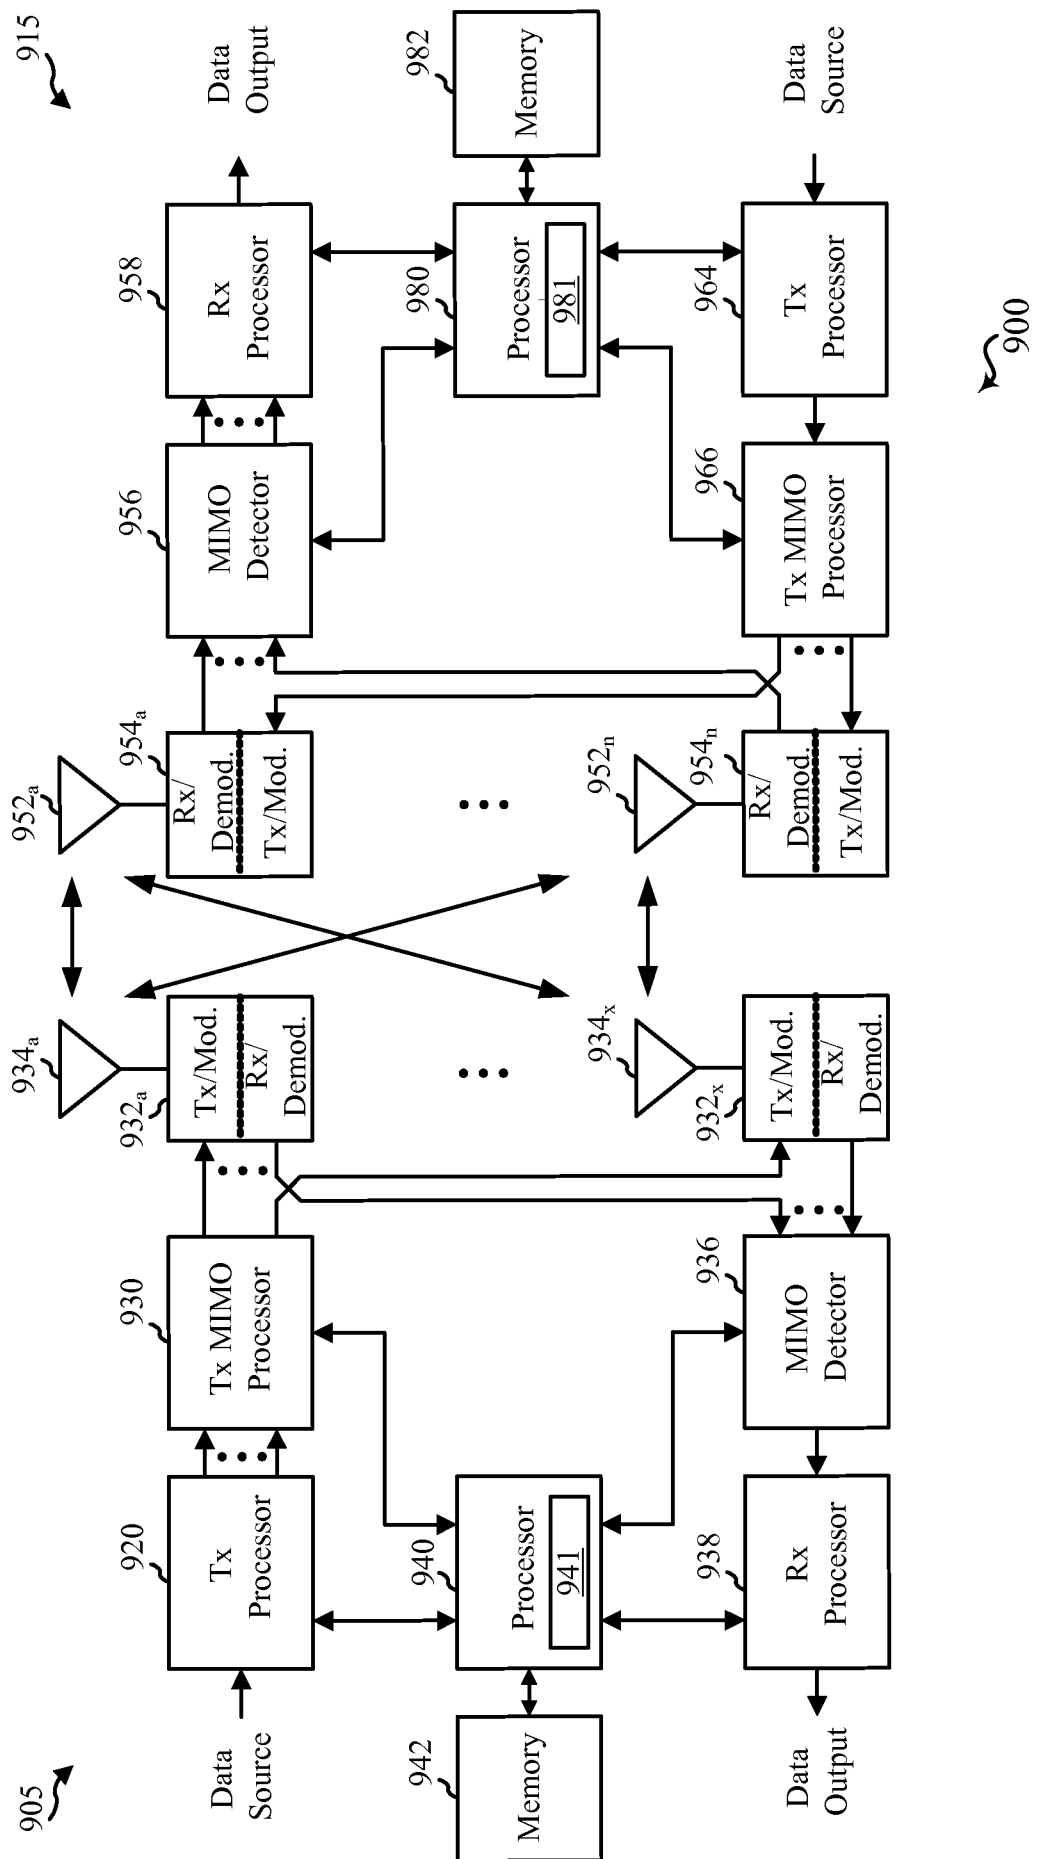 905
915
Data
Source
920
Tx
Processor
930
Tx MIMO
Processor
932a
Tx/Mod.
Rx/
Demod.
934a
952a
954a
Rx/
Demod.
Tx/Mod.
956
MIMO
Detector
958
Rx
Processor
Data
Output
942
Memory
940
Processor
941
980
Processor
981
982
Memory
Data
Output
938
Rx
Processor
936
MIMO
Detector
932x
Tx/Mod.
Rx/
Demod.
934x
952n
954n
Rx/
Demod.
Tx/Mod.
966
Tx MIMO
Processor
964
Tx
Processor
Data
Source
900